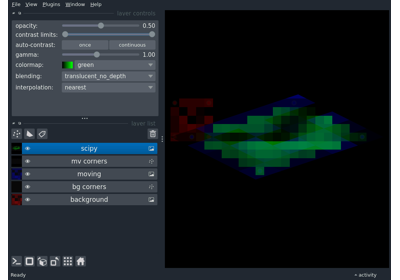 File View Plugins Window Help
layer controls
opacity: 0.50
contrast limits:
auto-contrast: once continuous
gamma: 1.00
colormap: green
blending: translucent_no_depth
interpolation: nearest
layer list
scipy
mv corners
moving
bg corners
background
Ready
activity